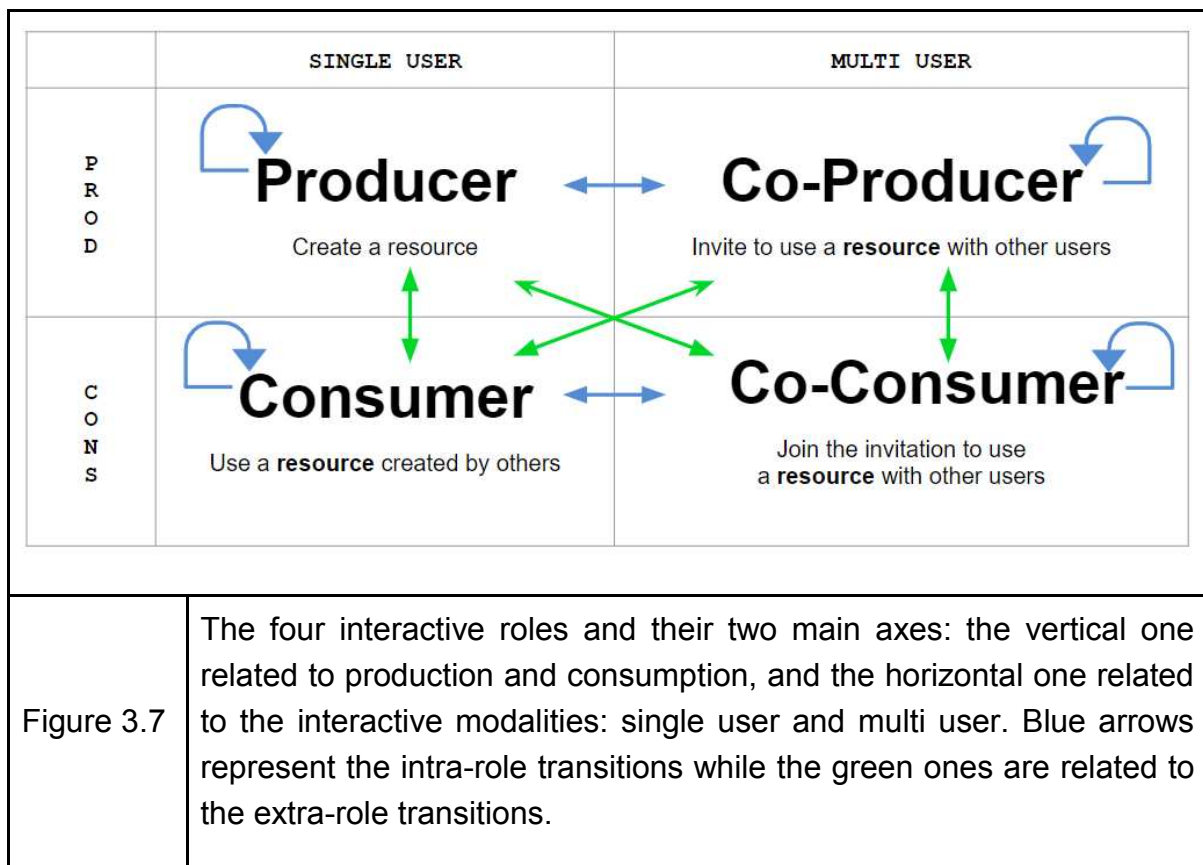 SINGLE USER
MULTI USER
P
R
O
D
Producer
Co-Producer
Create a resource
Invite to use a resource with other users
C
O
N
S
Consumer
Co-Consumer
Use a resource created by others
Join the invitation to use
a resource with other users
Figure 3.7
The four interactive roles and their two main axes: the vertical one
related to production and consumption, and the horizontal one related
to the interactive modalities: single user and multi user. Blue arrows
represent the intra-role transitions while the green ones are related to
the extra-role transitions.